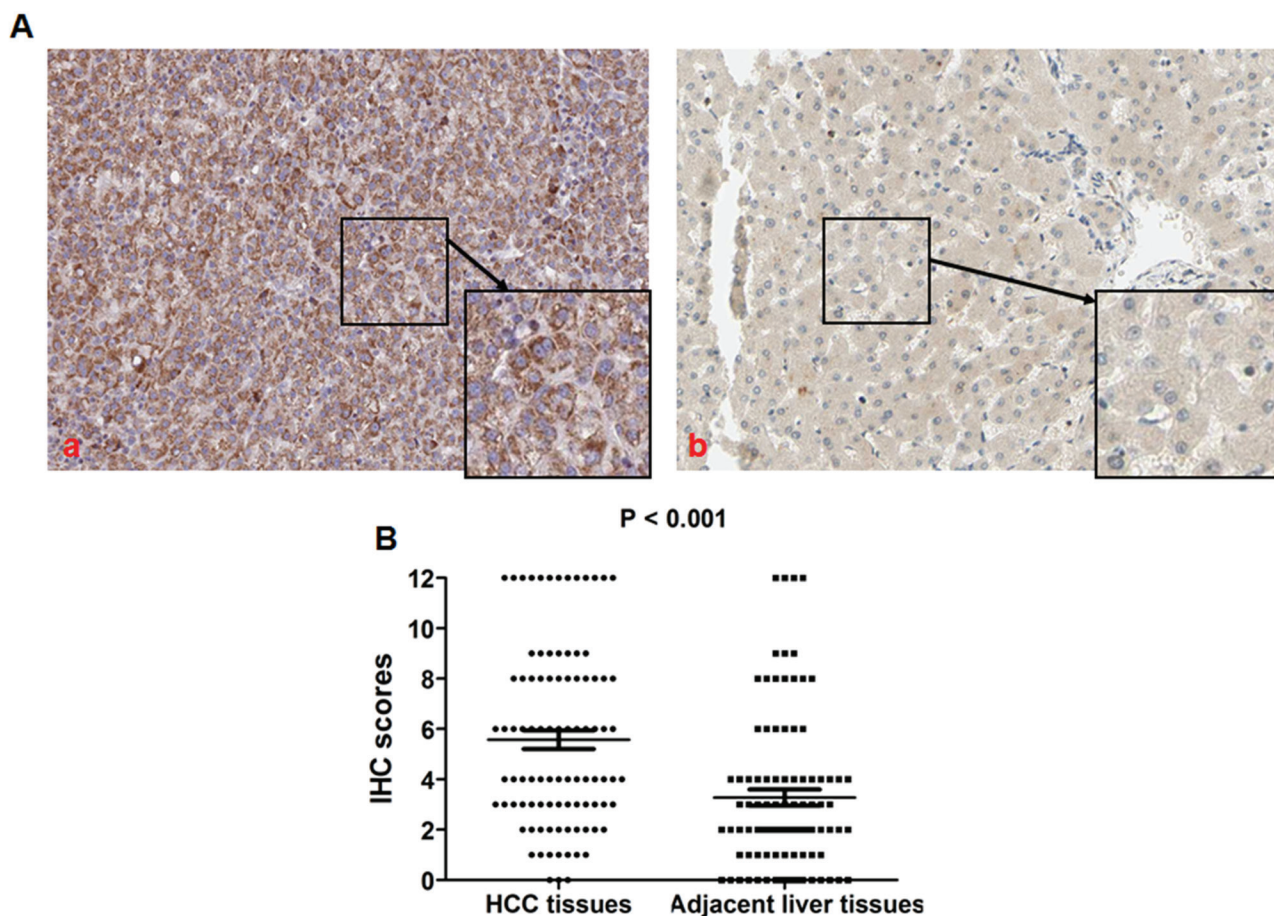 A
a
b
P < 0.001
B
IHC scores
12
10
8
6
4
2
0
HCC tissues
Adjacent liver tissues